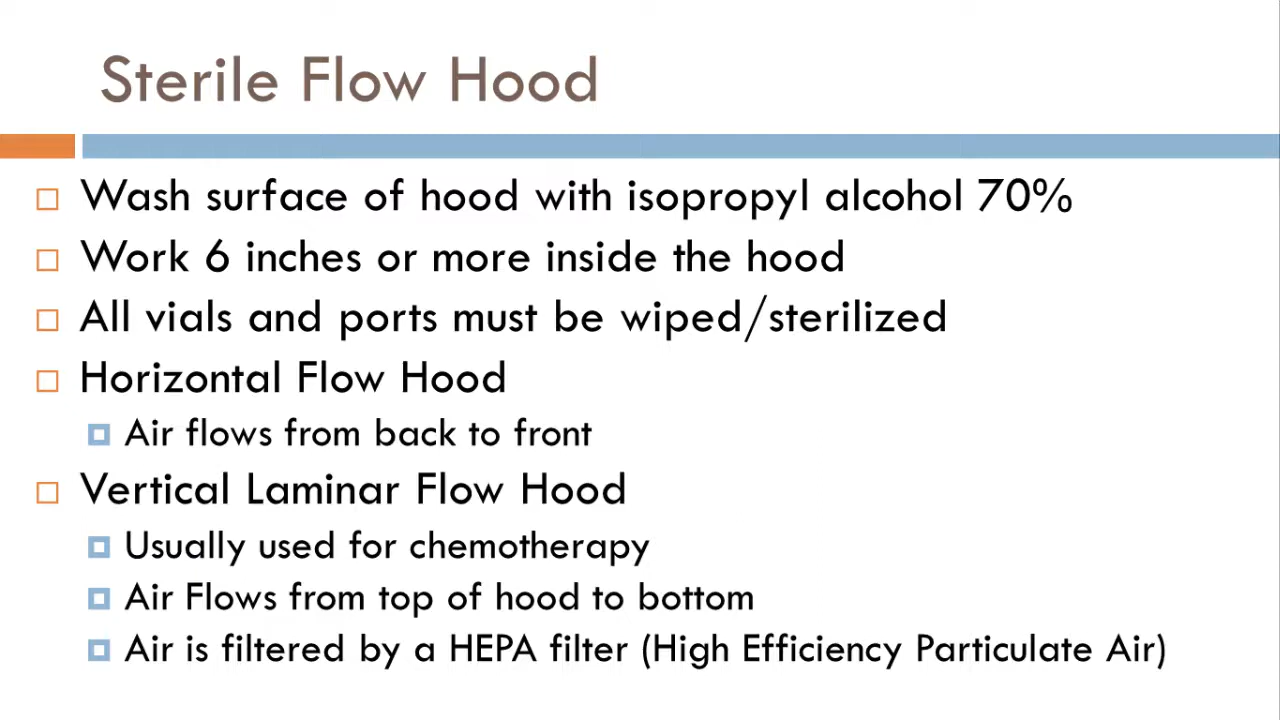 Sterile Flow Hood
Wash surface of hood with isopropyl alcohol 70%
Work 6 inches or more inside the hood
All vials and ports must be wiped/sterilized
Horizontal Flow Hood
Air flows from back to front
Vertical Laminar Flow Hood
Usually used for chemotherapy
Air Flows from top of hood to bottom
Air is filtered by a HEPA filter (High Efficiency Particulate Air)